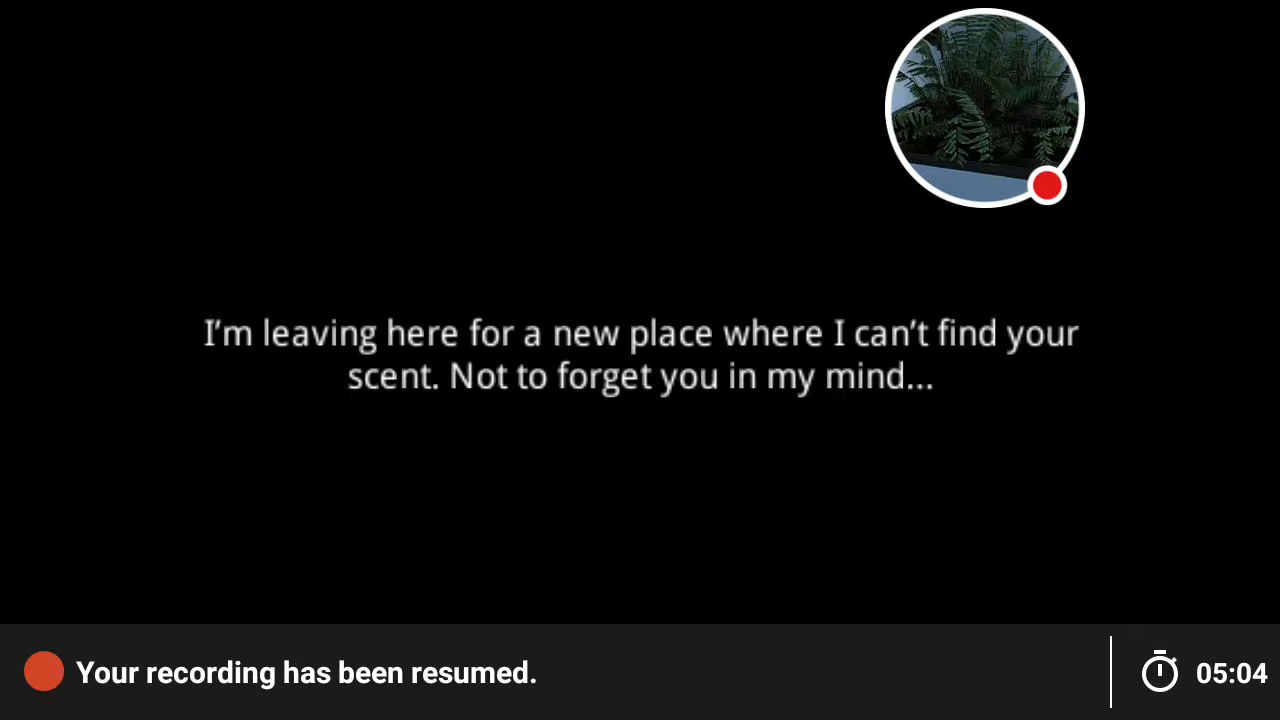 I'm leaving here for a new place where I can't find your
scent. Not to forget you in my mind...
Your recording has been resumed.
05:04